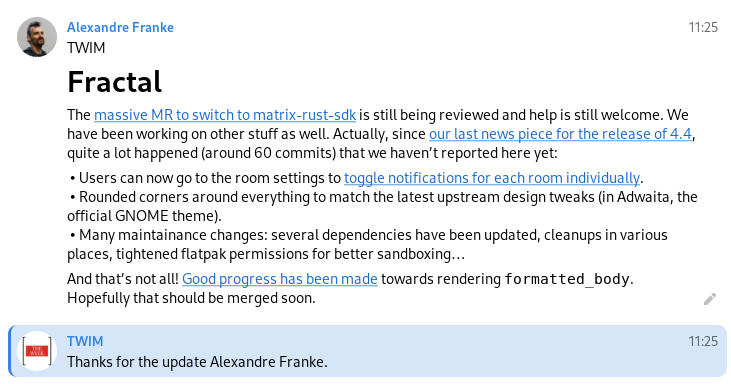 Alexandre Franke 11:25
TWIM
Fractal
The massive MR to switch to matrix-rust-sdk is still being reviewed and help is still welcome. We
have been working on other stuff as well. Actually, since our last news piece for the release of 4.4,
quite a lot happened (around 60 commits) that we haven’t reported here yet:
• Users can now go to the room settings to toggle notifications for each room individually.
• Rounded corners around everything to match the latest upstream design tweaks (in Adwaita, the
official GNOME theme).
• Many maintainance changes: several dependencies have been updated, cleanups in various
places, tightened flatpak permissions for better sandboxing…
And that’s not all! Good progress has been made towards rendering formatted_body.
Hopefully that should be merged soon.
TWIM 11:25
Thanks for the update Alexandre Franke.